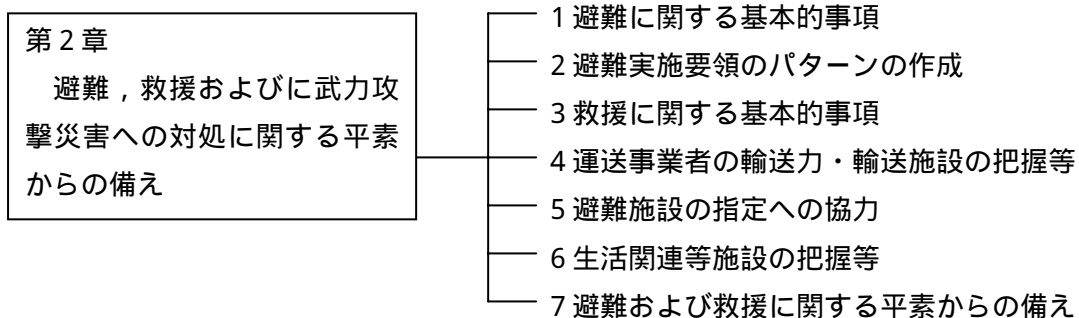 第２章
避難，救援およびに武力攻
撃災害への対処に関する平素
からの備え
1 避難に関する基本的事項
2 避難実施要領のパターンの作成
3 救援に関する基本的事項
4 運送事業者の輸送力・輸送施設の把握等
5 避難施設の指定への協力
6 生活関連等施設の把握等
7 避難および救援に関する平素からの備え